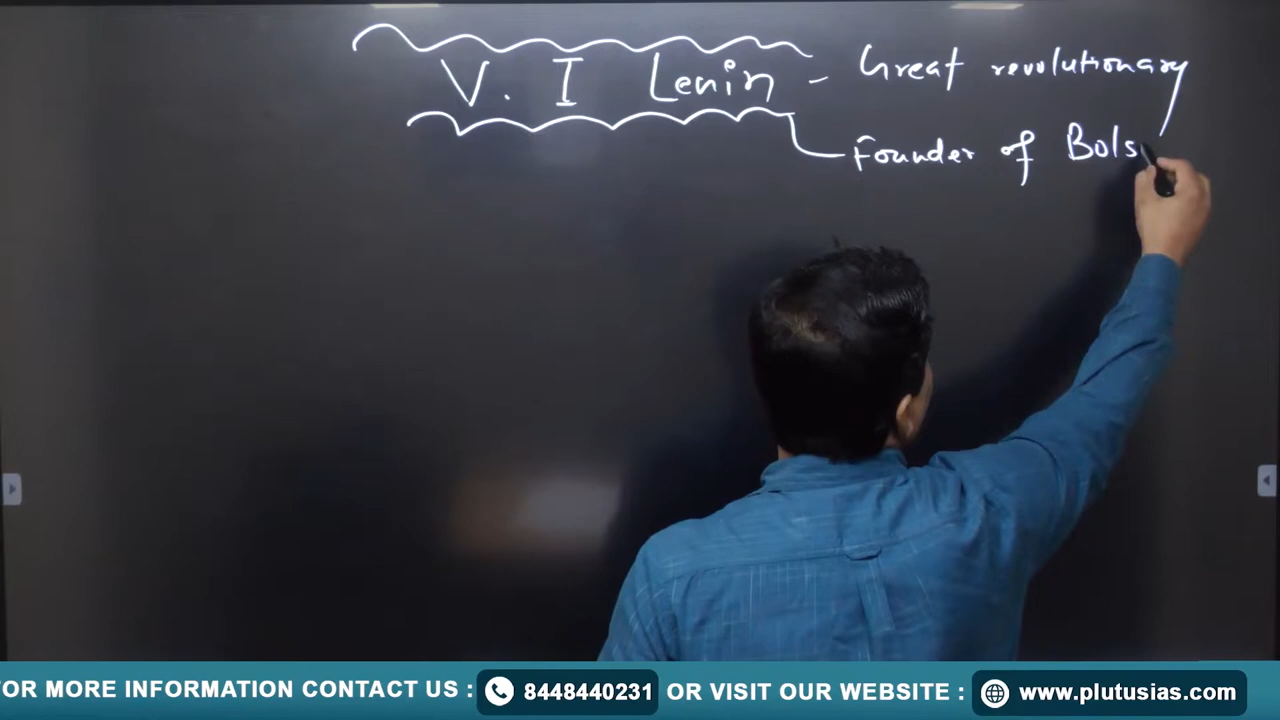 V. I Lenin - Great revolutionary
Founder of Bols
FOR MORE INFORMATION CONTACT US : 8448440231 OR VISIT OUR WEBSITE : www.plutusias.com